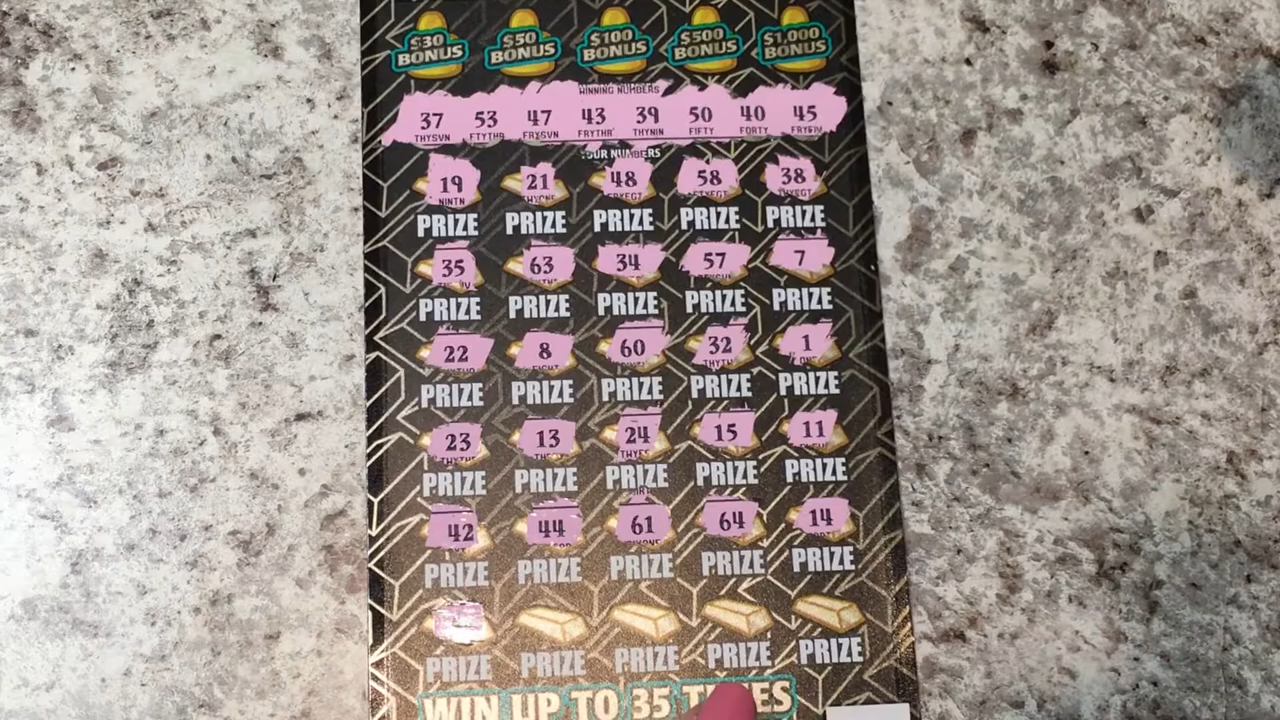 $30 BONUS $50 BONUS $100 BONUS $500 BONUS $1,000 BONUS
WINNING NUMBERS
37 53 47 43 39 50 40 45
THYSVN FTYTHR FRYSVN FRYTHR THYNIN FIFTY FORTY FRYFIV
YOUR NUMBERS
19 21 48 58 38
NINTN
PRIZE PRIZE PRIZE PRIZE PRIZE
35 63 34 57 7
PRIZE PRIZE PRIZE PRIZE PRIZE
22 8 60 32 1
PRIZE PRIZE PRIZE PRIZE PRIZE
23 13 24 15 11
PRIZE PRIZE PRIZE PRIZE PRIZE
42 44 61 64 14
PRIZE PRIZE PRIZE PRIZE PRIZE
PRIZE PRIZE PRIZE PRIZE PRIZE
WIN UP TO 35